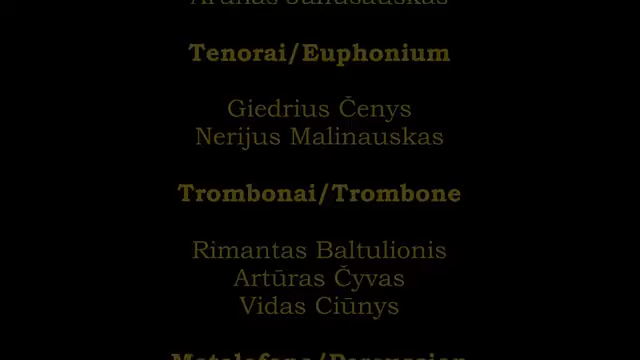 Tenorai/Euphonium
Giedrius Čenys
Nerijus Malinauskas
Trombonai/Trombone
Rimantas Baltulionis
Artūras Čyvas
Vidas Ciūnys